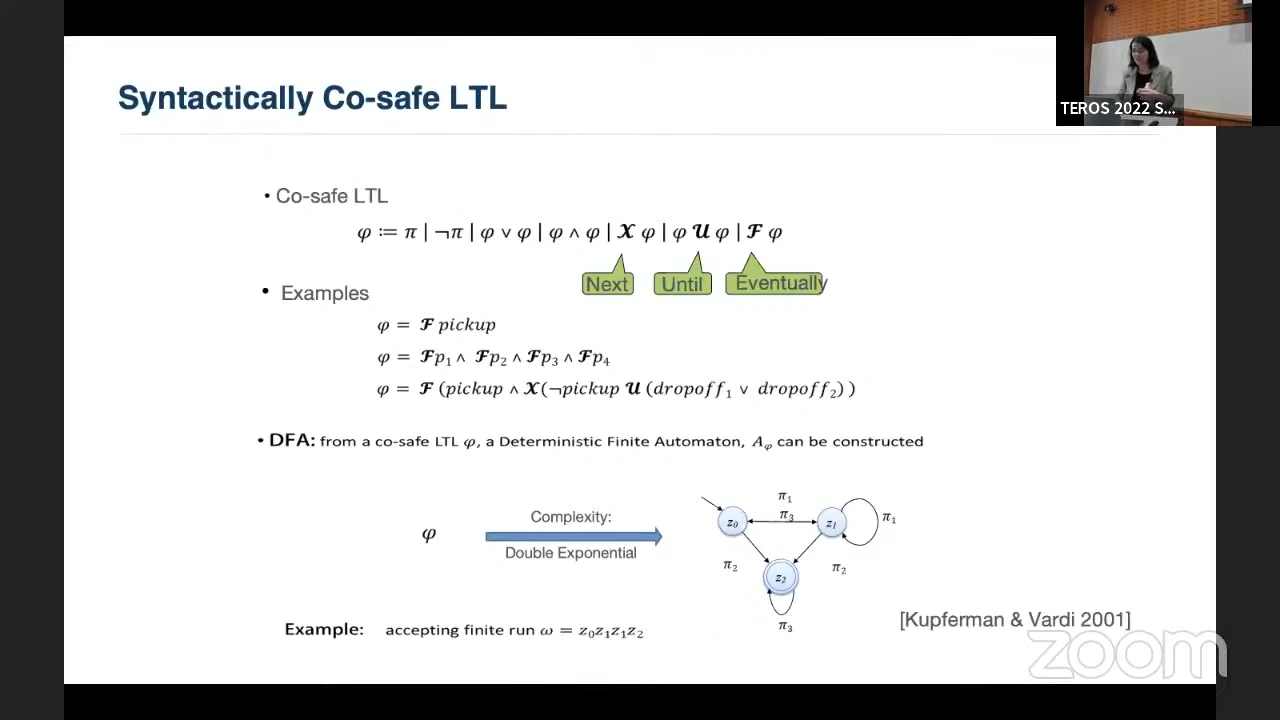 Syntactically Co-safe LTL
TEROS 2022 S...
• Co-safe LTL
φ ≔ π | ¬π | φ ∨ φ | φ ∧ φ | 𝓧 φ | φ 𝓤 φ | 𝓕 φ
Next Until Eventually
• Examples
φ = 𝓕 pickup
φ = 𝓕p₁ ∧ 𝓕p₂ ∧ 𝓕p₃ ∧ 𝓕p₄
φ = 𝓕 (pickup ∧ 𝓧(¬pickup 𝓤 (dropoff₁ ∨ dropoff₂) )
• DFA: from a co-safe LTL φ, a Deterministic Finite Automaton, A_φ can be constructed
φ
Complexity:
Double Exponential
π₁
π₃
z₀
z₁
π₁
π₂
π₂
z₂
π₃
Example: accepting finite run ω = z₀z₁z₁z₂
[Kupferman & Vardi 2001]
zoom